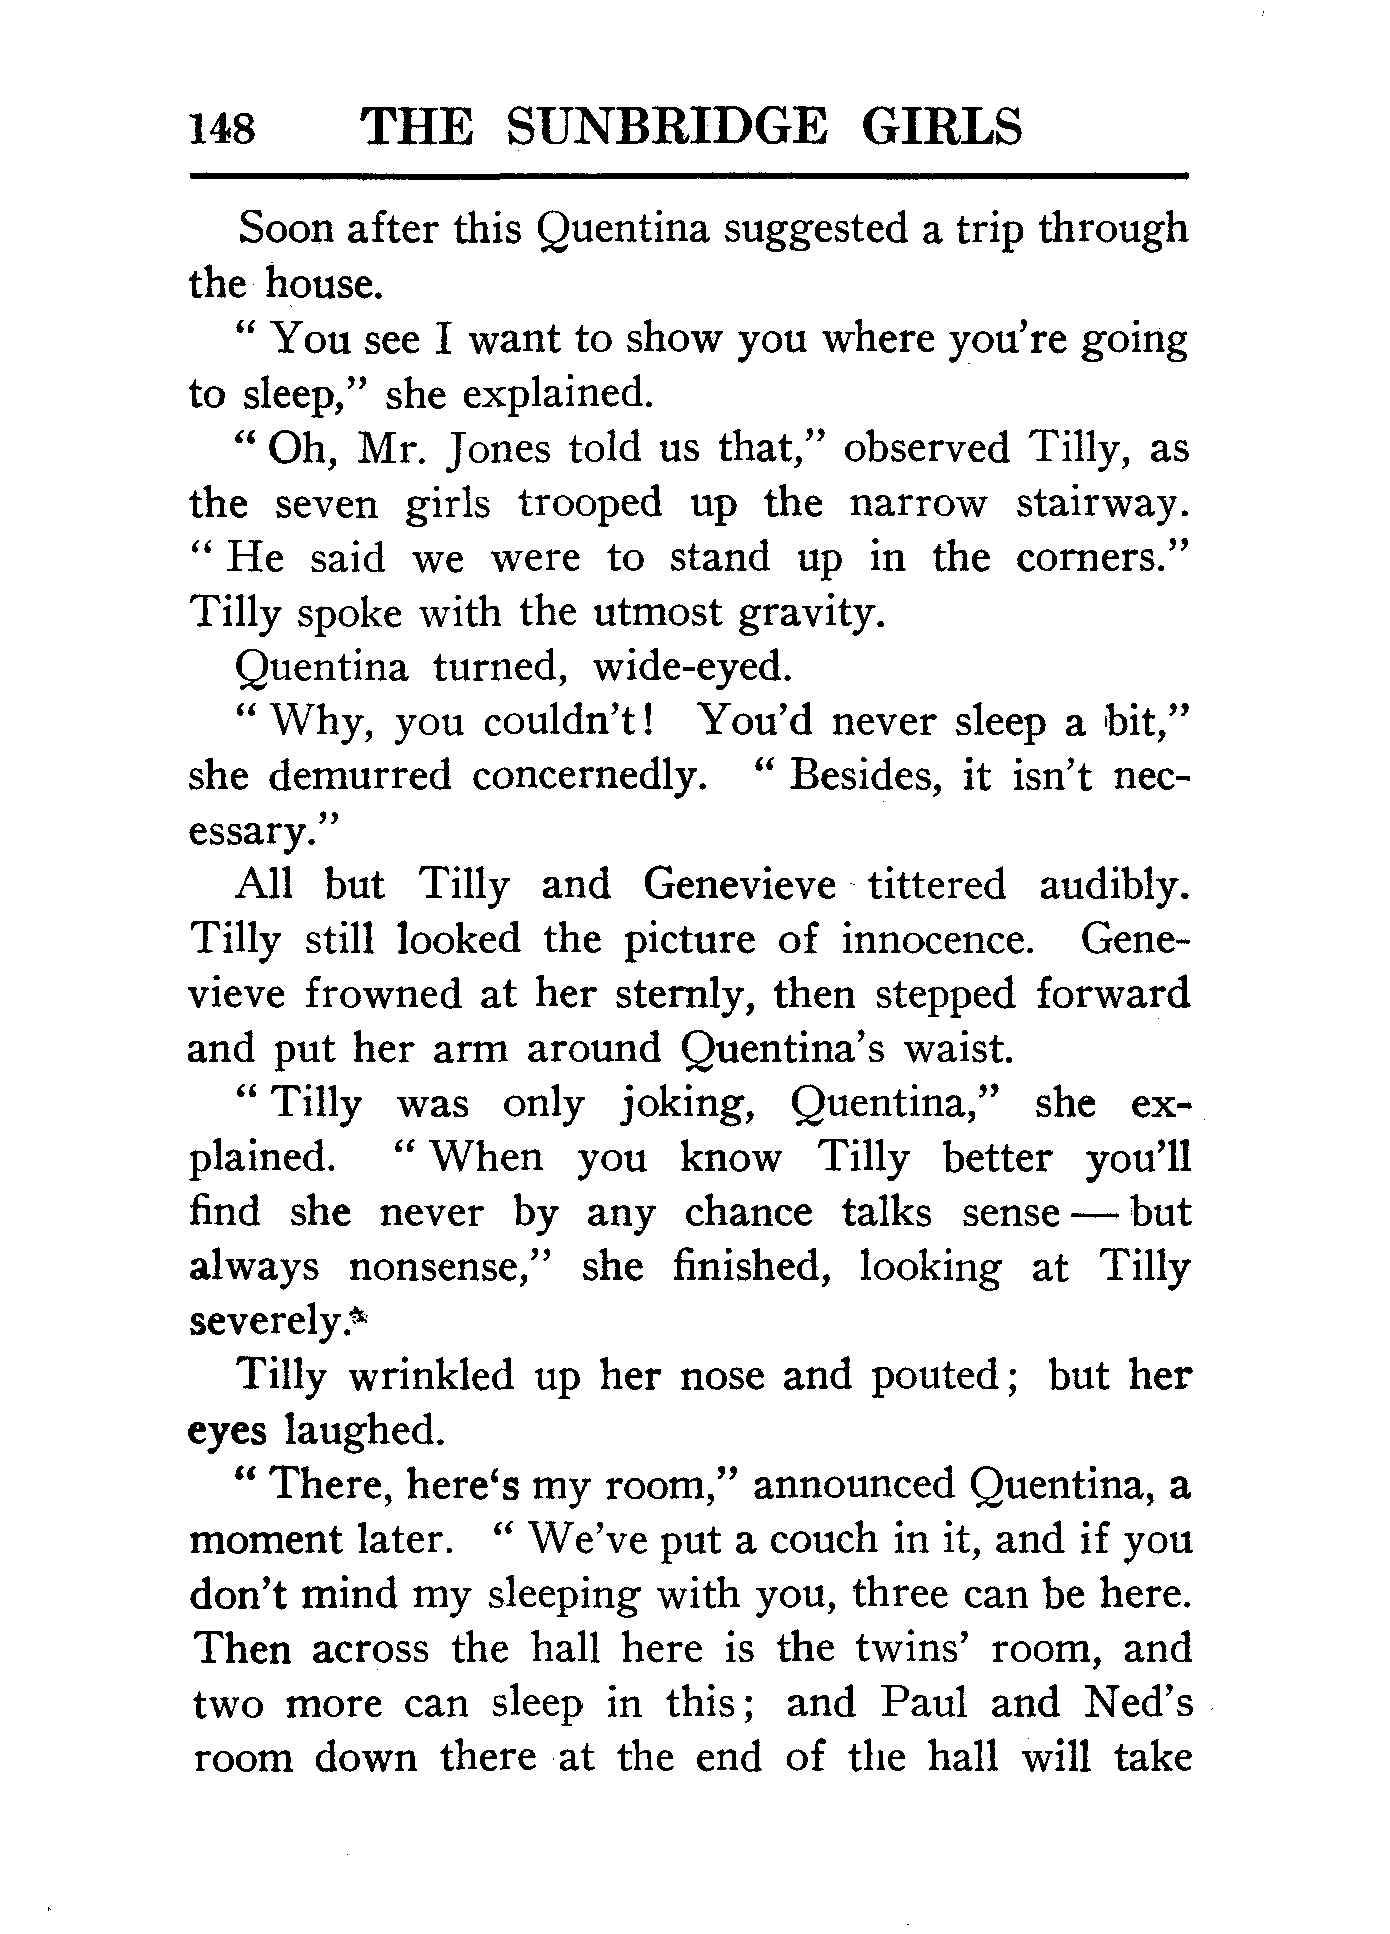 148 THE SUNBRIDGE GIRLS
Soon after this Quentina suggested a trip through
the house.
" You see I want to show you where you're going
to sleep," she explained.
" Oh, Mr. Jones told us that," observed Tilly, as
the seven girls trooped up the narrow stairway.
" He said we were to stand up in the corners."
Tilly spoke with the utmost gravity.
Quentina turned, wide-eyed.
" Why, you couldn't! You'd never sleep a bit,"
she demurred concernedly. " Besides, it isn't nec-
essary."
All but Tilly and Genevieve tittered audibly.
Tilly still looked the picture of innocence. Gene-
vieve frowned at her sternly, then stepped forward
and put her arm around Quentina's waist.
" Tilly was only joking, Quentina," she ex-
plained. " When you know Tilly better you'll
find she never by any chance talks sense — but
always nonsense," she finished, looking at Tilly
severely.
Tilly wrinkled up her nose and pouted ; but her
eyes laughed.
" There, here‘s my room," announced Quentina, a
moment later. " We've put a couch in it, and if you
don't mind my sleeping with you, three can be here.
Then across the hall here is the twins' room, and
two more can sleep in this ; and Paul and Ned's
room down there at the end of the hall will take